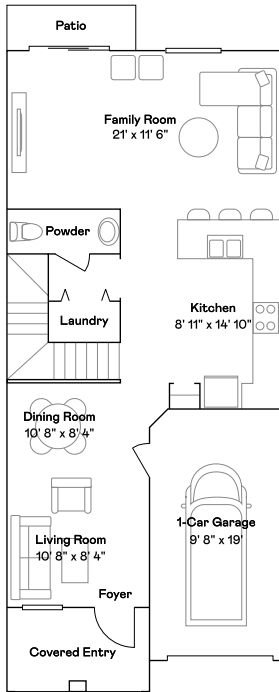 Patio
Family Room
21' x 11' 6"
Powder
Laundry
Kitchen
8' 11" x 14' 10"
Dining Room
10' 8" x 8' 4"
1-Car Garage
9' 8" x 19'
Living Room
10' 8" x 8' 4"
Foyer
Covered Entry